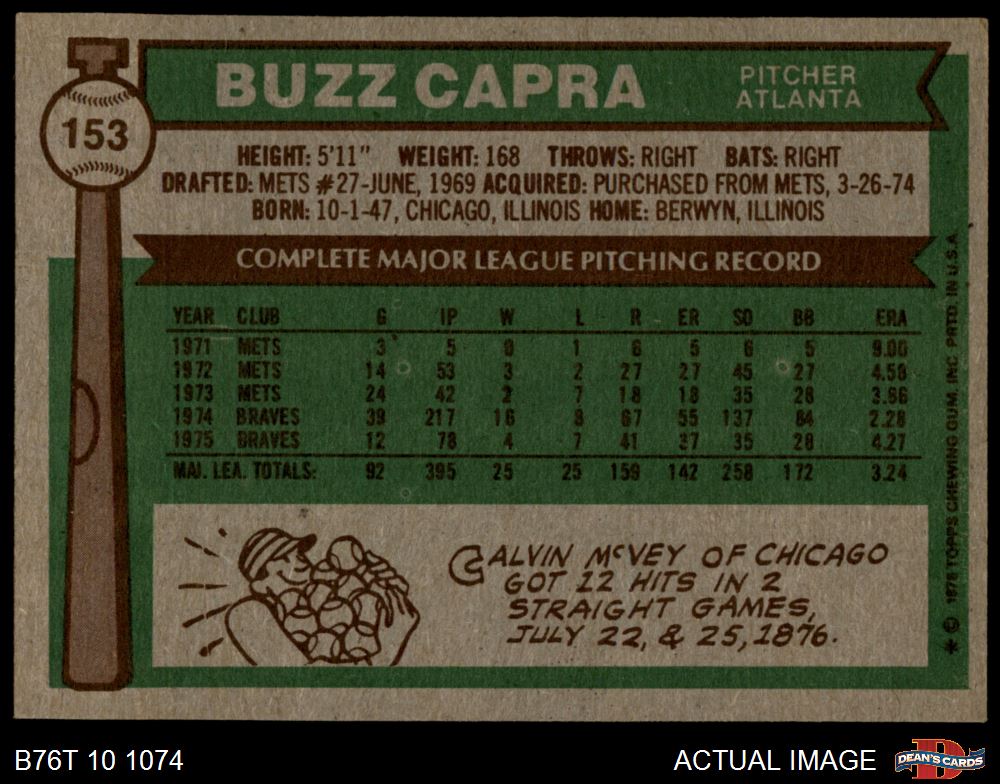 153
BUZZ CAPRA
PITCHER
ATLANTA
HEIGHT: 5'11" WEIGHT: 168 THROWS: RIGHT BATS: RIGHT
DRAFTED: METS #27-JUNE, 1969 ACQUIRED: PURCHASED FROM METS, 3-26-74
BORN: 10-1-47, CHICAGO, ILLINOIS HOME: BERWYN, ILLINOIS
COMPLETE MAJOR LEAGUE PITCHING RECORD
YEAR CLUB G IP W L R ER SO BB ERA
1971 METS 3 5 0 1 6 5 6 5 9.00
1972 METS 14 53 3 2 27 27 45 27 4.58
1973 METS 24 42 2 7 18 18 35 28 3.86
1974 BRAVES 39 217 16 8 67 55 137 84 2.28
1975 BRAVES 12 78 4 7 41 37 35 28 4.27
MAJ. LEA. TOTALS: 92 395 25 25 159 142 258 172 3.24
CALVIN McVEY OF CHICAGO
GOT 12 HITS IN 2
STRAIGHT GAMES,
JULY 22, & 25, 1876.
* © 1976 TOPPS CHEWING GUM, INC. PRTD. IN U.S.A.
B76T 10 1074
ACTUAL IMAGE
DEAN'S CARDS